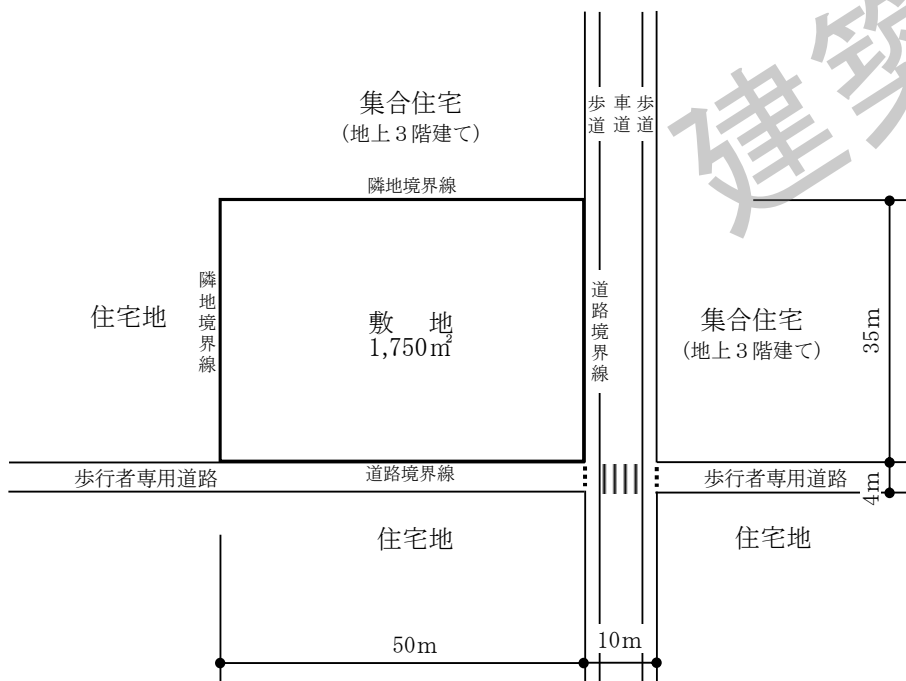 建築
集合住宅
(地上3階建て)
歩道
車道
歩道
隣地境界線
隣地境界線
住宅地
敷　地
1,750㎡
道路境界線
集合住宅
(地上3階建て)
35m
歩行者専用道路
道路境界線
歩行者専用道路
4m
住宅地
住宅地
50m
10m